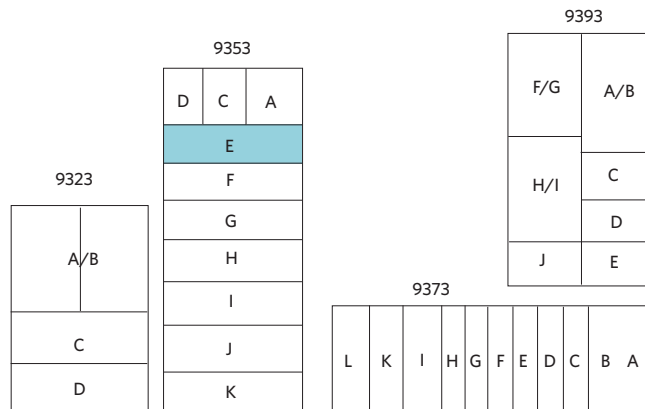 9323
A/B
C
D
9353
D C A
E
F
G
H
I
J
K
9393
F/G A/B
H/I C
D
J E
9373
L K I H G F E D C B A